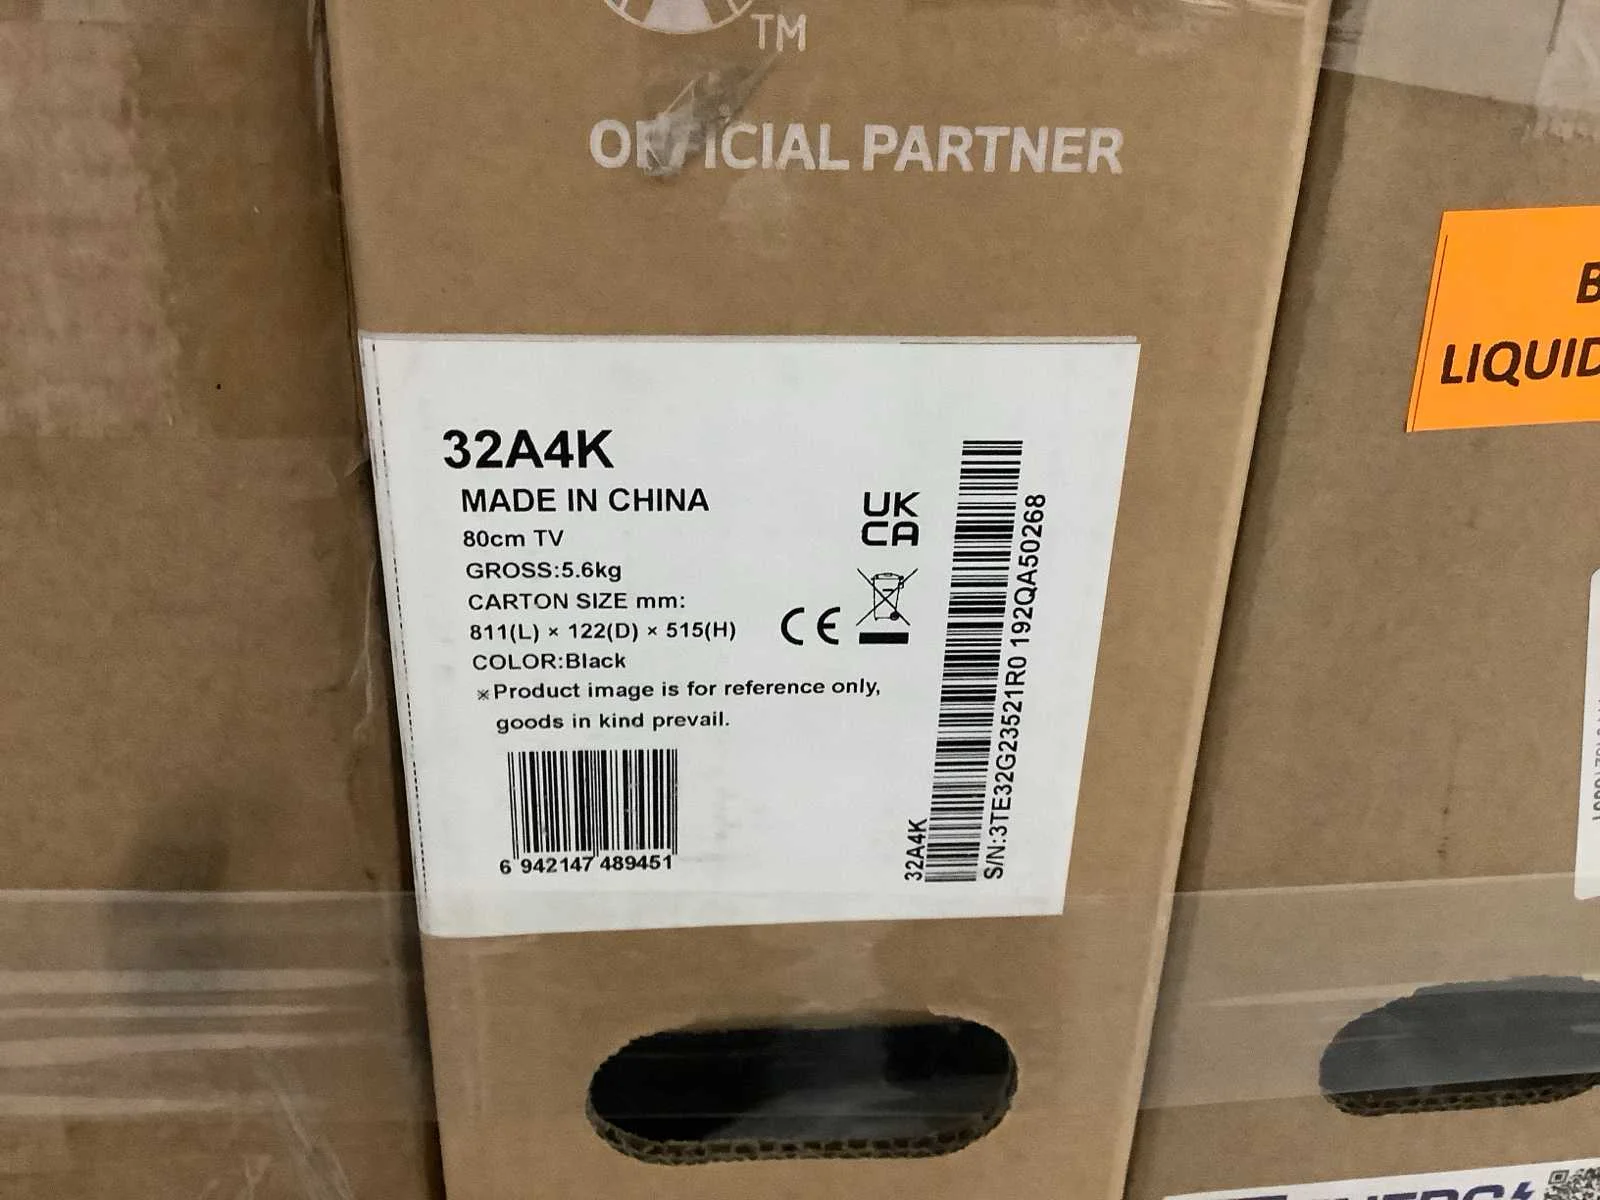 TM
OFFICIAL PARTNER
32A4K
MADE IN CHINA
80cm TV
GROSS:5.6kg
CARTON SIZE mm:
811(L) × 122(D) × 515(H)
COLOR:Black
※Product image is for reference only,
goods in kind prevail.
6 942147 489451
UK
CA
CE
32A4K
S/N:3TE32G23521R0 192QA50268